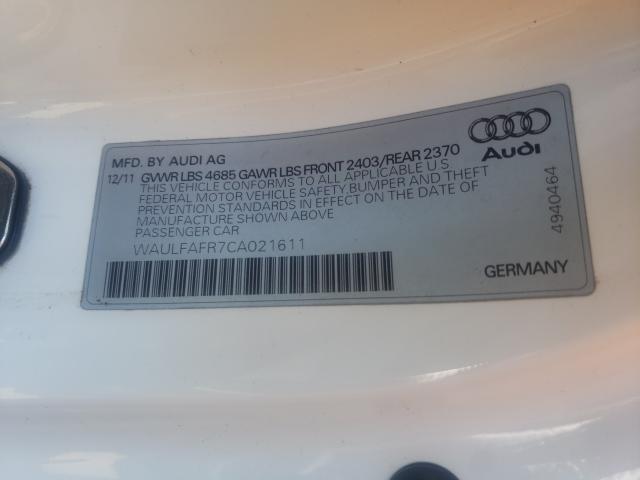 MFD. BY AUDI AG
12/11 GVWR LBS 4685 GAWR LBS FRONT 2403/REAR 2370
THIS VEHICLE CONFORMS TO ALL APPLICABLE U.S.
FEDERAL MOTOR VEHICLE SAFETY,BUMPER AND THEFT
PREVENTION STANDARDS IN EFFECT ON THE DATE OF
MANUFACTURE SHOWN ABOVE
PASSENGER CAR
WAULFAFR7CA021611
Audi
4940464
GERMANY